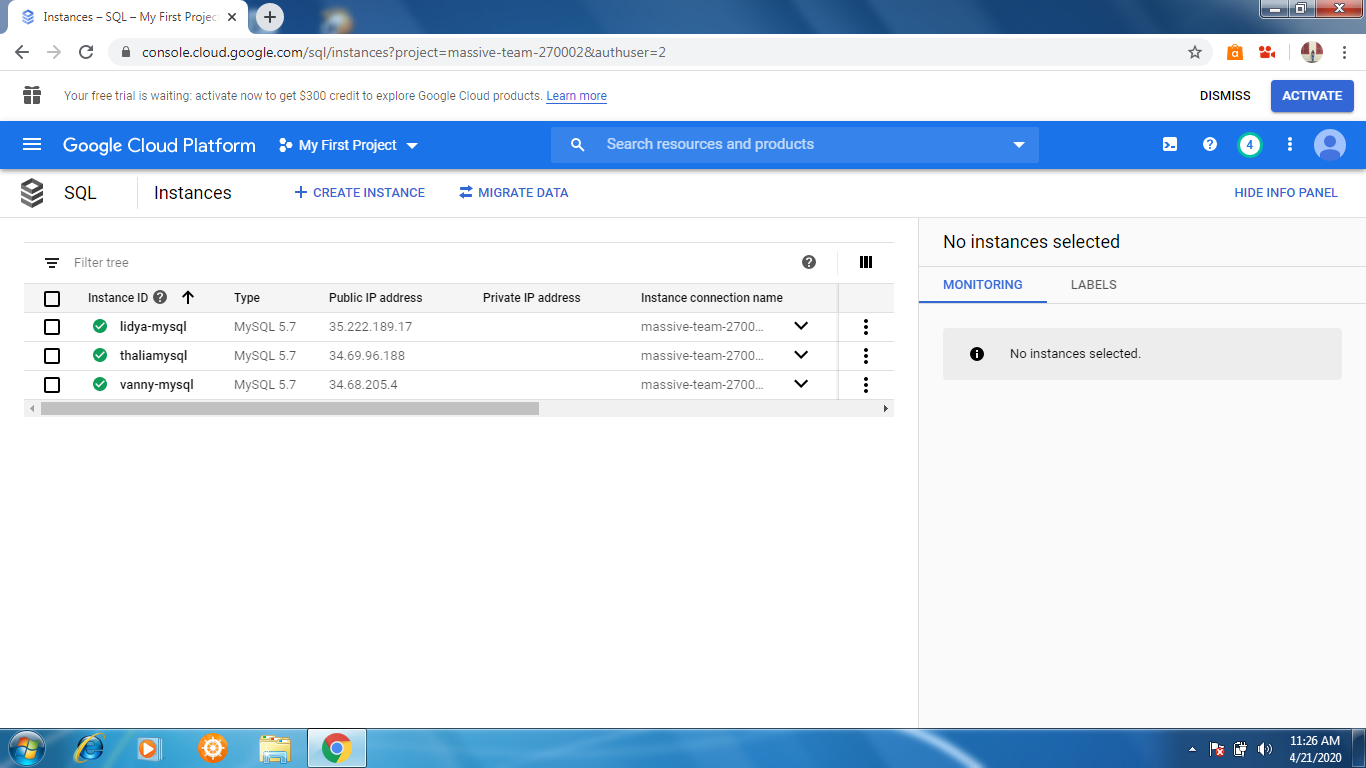 Instances – SQL – My First Projec
console.cloud.google.com/sql/instances?project=massive-team-270002&authuser=2
Your free trial is waiting: activate now to get $300 credit to explore Google Cloud products. Learn more
DISMISS
ACTIVATE
Google Cloud Platform
My First Project
Search resources and products
4
SQL
Instances
CREATE INSTANCE
MIGRATE DATA
HIDE INFO PANEL
Filter tree
Instance ID Type Public IP address Private IP address Instance connection name
lidya-mysql MySQL 5.7 35.222.189.17 massive-team-2700...
thaliamysql MySQL 5.7 34.69.96.188 massive-team-2700...
vanny-mysql MySQL 5.7 34.68.205.4 massive-team-2700...
No instances selected
MONITORING
LABELS
No instances selected.
11:26 AM
4/21/2020